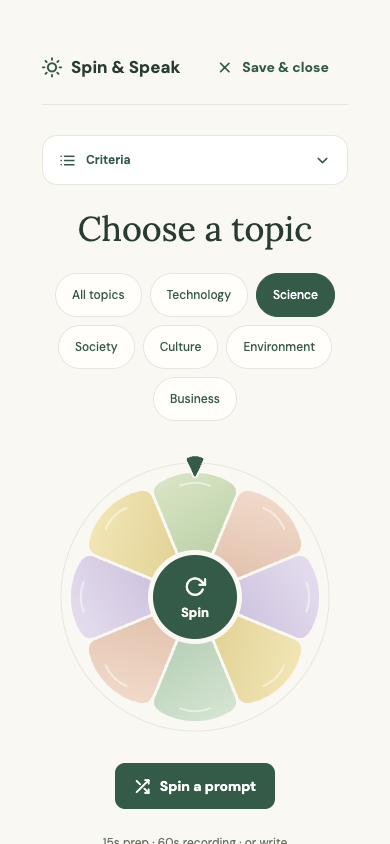 Spin & Speak
Save & close
Criteria
Choose a topic
All topics
Technology
Science
Society
Culture
Environment
Business
Spin
Spin a prompt
15s prep · 60s recording · or write